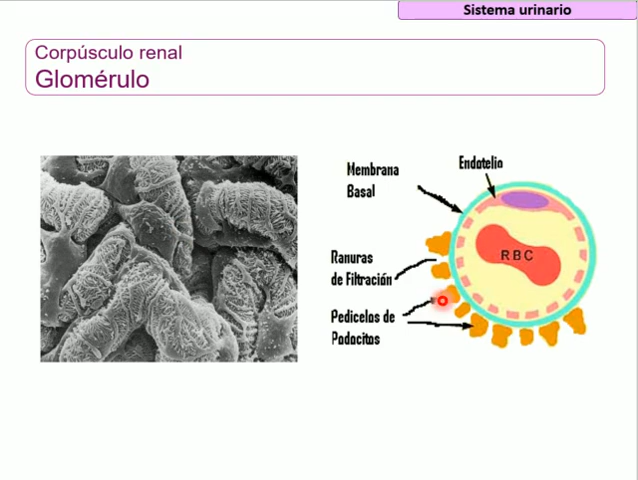 Sistema urinario
Corpúsculo renal
Glomérulo
Membrana
Basal
Endotelio
RBC
Ranuras
de Filtración
Pedicelos de
Podocitos